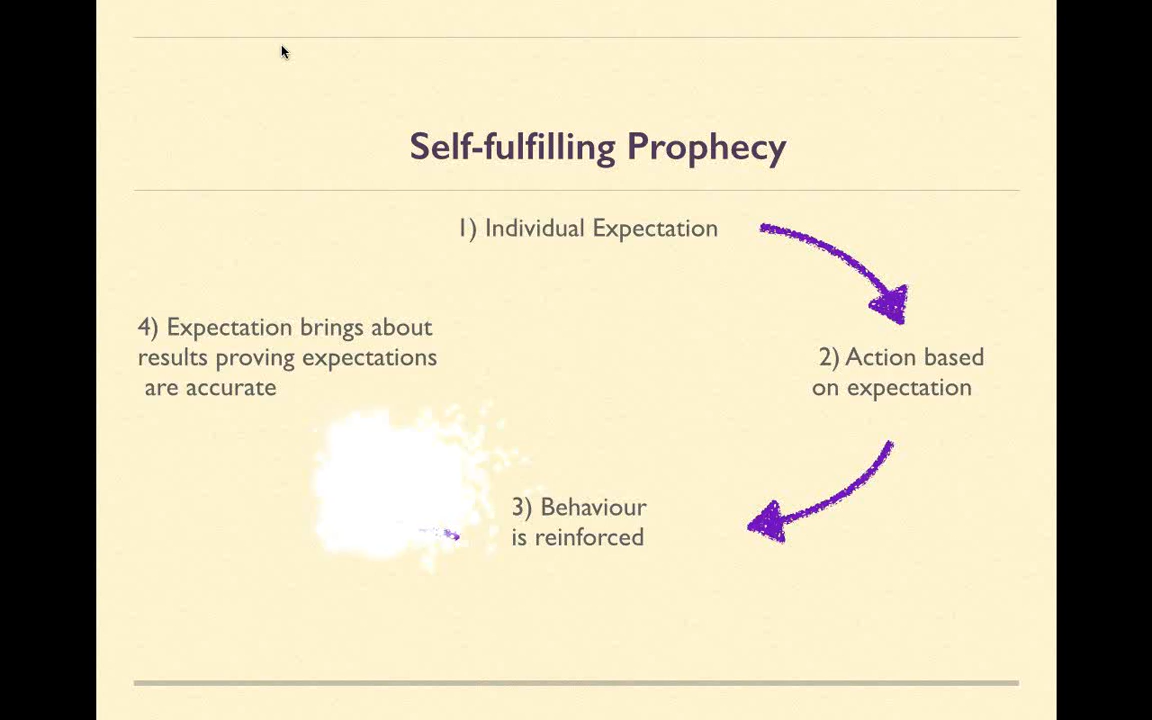 Self-fulfilling Prophecy
1) Individual Expectation
2) Action based
on expectation
3) Behaviour
is reinforced
4) Expectation brings about
results proving expectations
are accurate